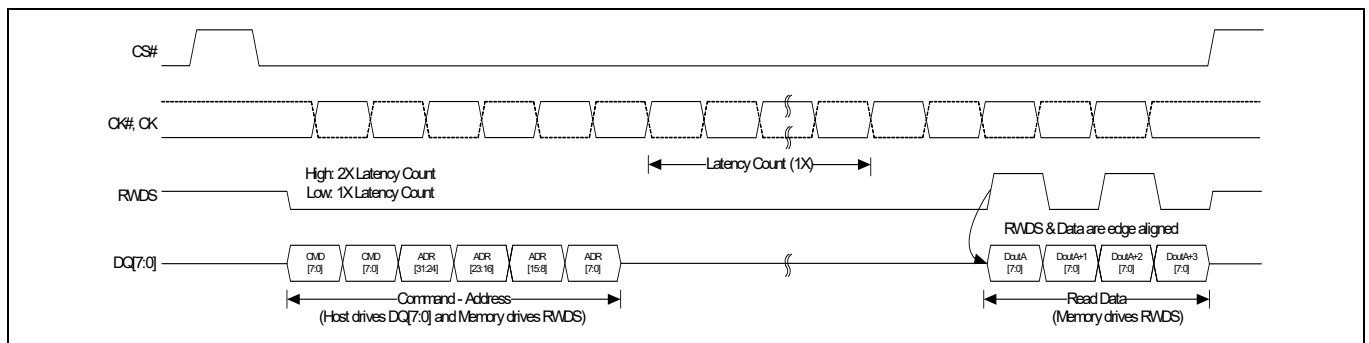 CS#
CK#, CK
Latency Count (1X)
High: 2X Latency Count
Low: 1X Latency Count
RWDS
RWDS & Data are edge aligned
DQ[7:0]
CMD [7:0]
CMD [7:0]
ADR [31:24]
ADR [23:16]
ADR [15:8]
ADR [7:0]
DoutA [7:0]
DoutA+1 [7:0]
DoutA+2 [7:0]
DoutA+3 [7:0]
Command - Address
(Host drives DQ[7:0] and Memory drives RWDS)
Read Data
(Memory drives RWDS)